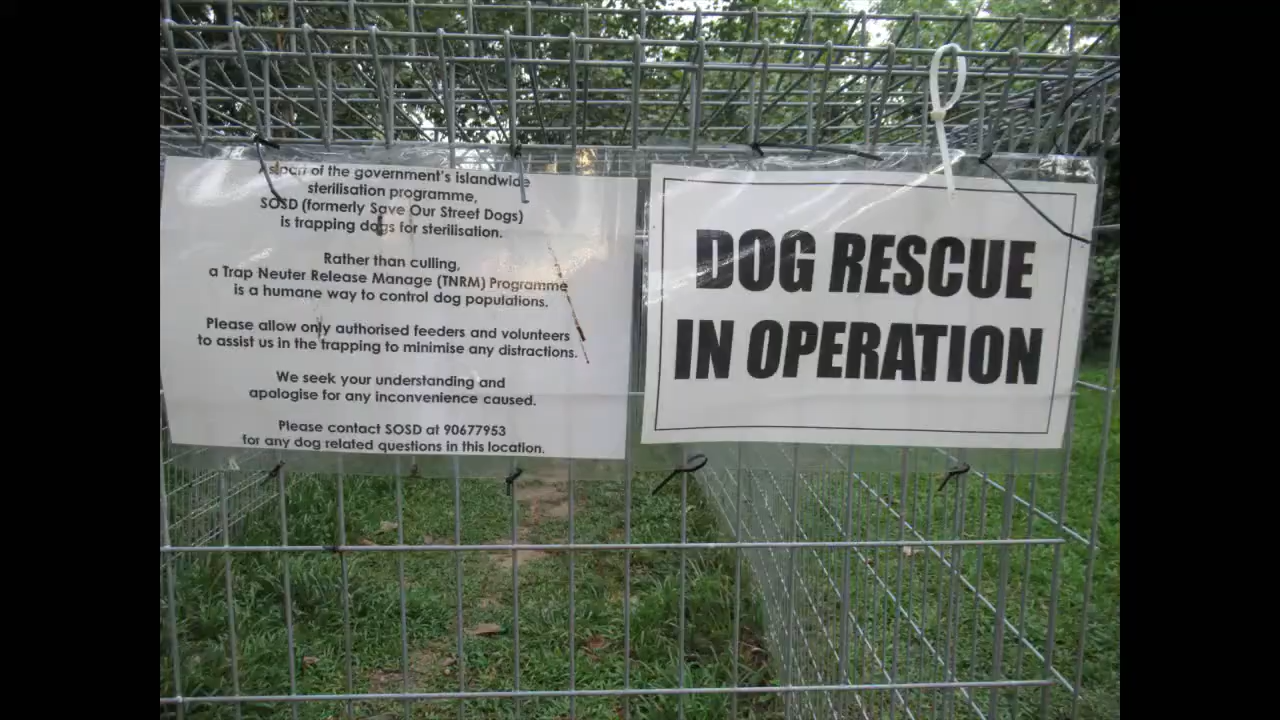 As part of the government's islandwide
sterilisation programme,
SOSD (formerly Save Our Street Dogs)
is trapping dogs for sterilisation.
Rather than culling,
a Trap Neuter Release Manage (TNRM) Programme
is a humane way to control dog populations.
Please allow only authorised feeders and volunteers
to assist us in the trapping to minimise any distractions.
We seek your understanding and
apologise for any inconvenience caused.
Please contact SOSD at 90677953
for any dog related questions in this location.
DOG RESCUE
IN OPERATION